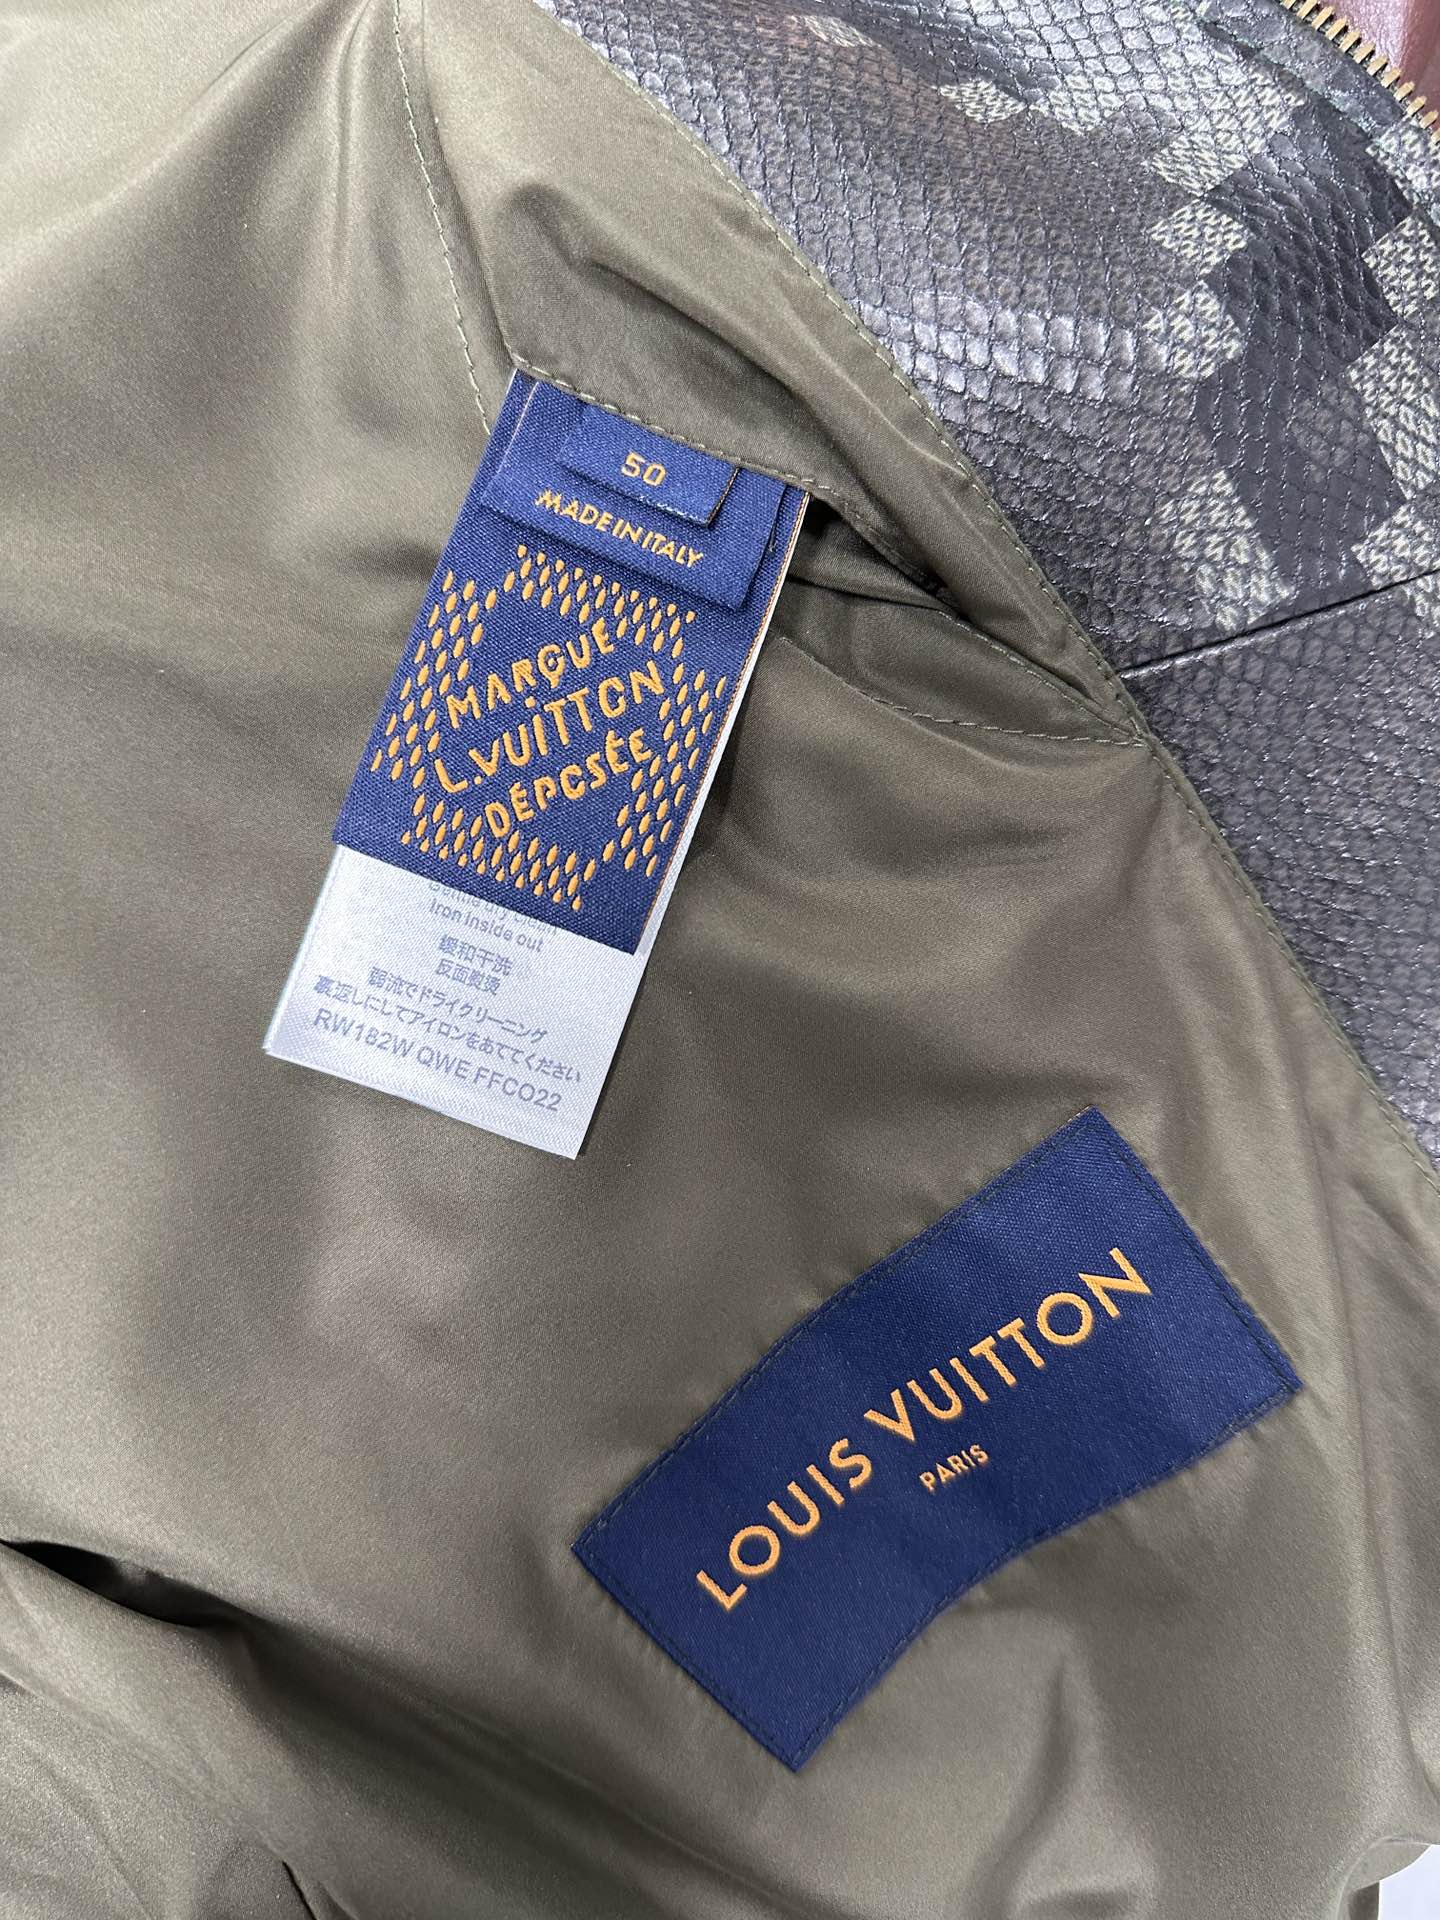 50
MADE IN ITALY
MARQUE
L.VUITTON
DÉPOSÉE
Iron inside out
缓和干洗
反面熨烫
弱流でドライクリーニング
裏返しにしてアイロンをあててください
RW182W QWE FFCO22
LOUIS VUITTON
PARIS